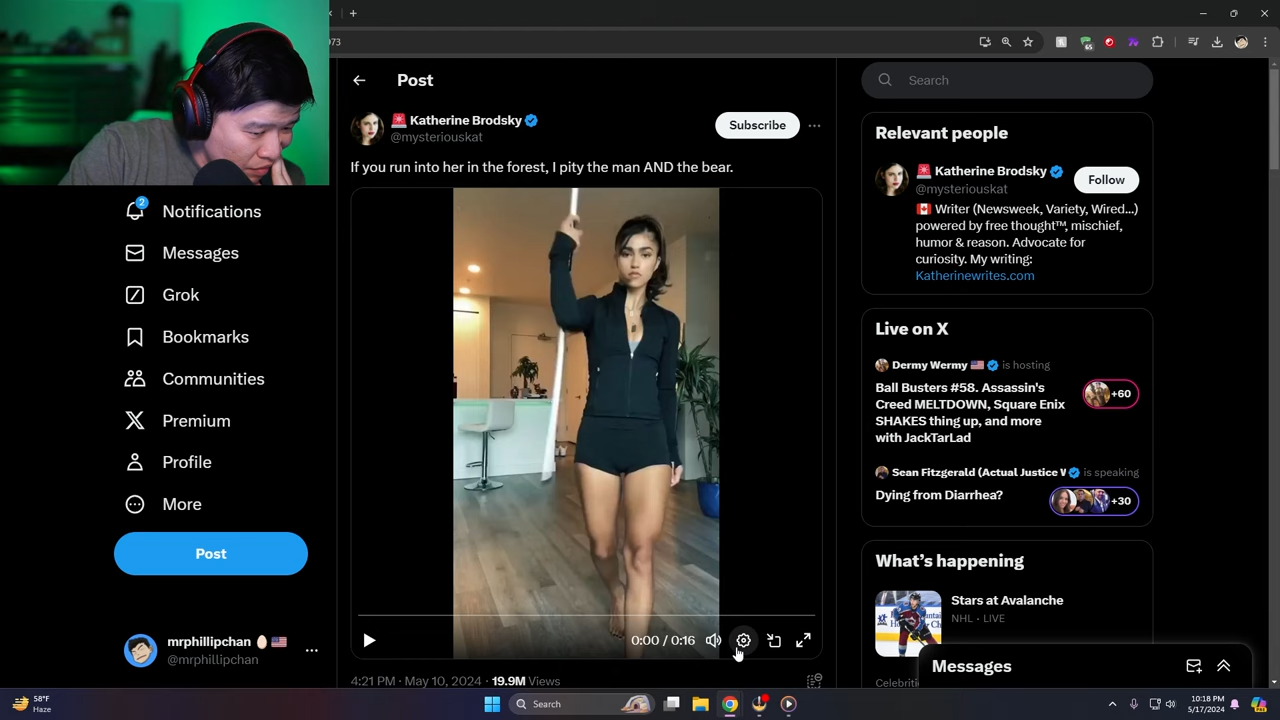 73
Post
Katherine Brodsky
@mysteriouskat
Subscribe
If you run into her in the forest, I pity the man AND the bear.
0:00 / 0:16
4:21 PM · May 10, 2024 · 19.9M Views
2
Notifications
Messages
Grok
Bookmarks
Communities
Premium
Profile
More
Post
mrphillipchan
@mrphillipchan
Search
Relevant people
Katherine Brodsky
@mysteriouskat
Follow
Writer (Newsweek, Variety, Wired...)
powered by free thought™, mischief,
humor & reason. Advocate for
curiosity. My writing:
Katherinewrites.com
Live on X
Dermy Wermy is hosting
Ball Busters #58. Assassin's
Creed MELTDOWN, Square Enix
SHAKES thing up, and more
with JackTarLad
+60
Sean Fitzgerald (Actual Justice is speaking
Dying from Diarrhea?
+30
What's happening
Stars at Avalanche
NHL · LIVE
Messages
58°F
Haze
Search
10:18 PM
5/17/2024